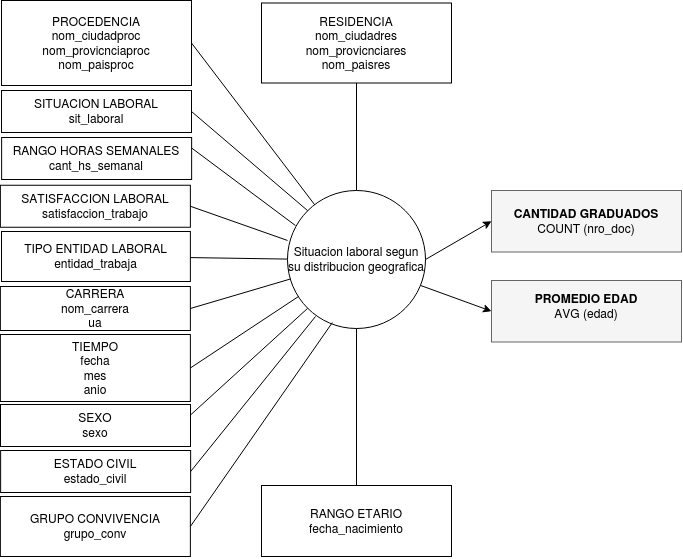 PROCEDENCIA
nom_ciudadproc
nom_provicnciaproc
nom_paisproc
RESIDENCIA
nom_ciudadres
nom_provicnciares
nom_paisres
SITUACION LABORAL
sit_laboral
RANGO HORAS SEMANALES
cant_hs_semanal
SATISFACCION LABORAL
satisfaccion_trabajo
TIPO ENTIDAD LABORAL
entidad_trabaja
CARRERA
nom_carrera
ua
TIEMPO
fecha
mes
anio
SEXO
sexo
ESTADO CIVIL
estado_civil
GRUPO CONVIVENCIA
grupo_conv
Situacion laboral segun
su distribucion geografica
RANGO ETARIO
fecha_nacimiento
CANTIDAD GRADUADOS
COUNT (nro_doc)
PROMEDIO EDAD
AVG (edad)